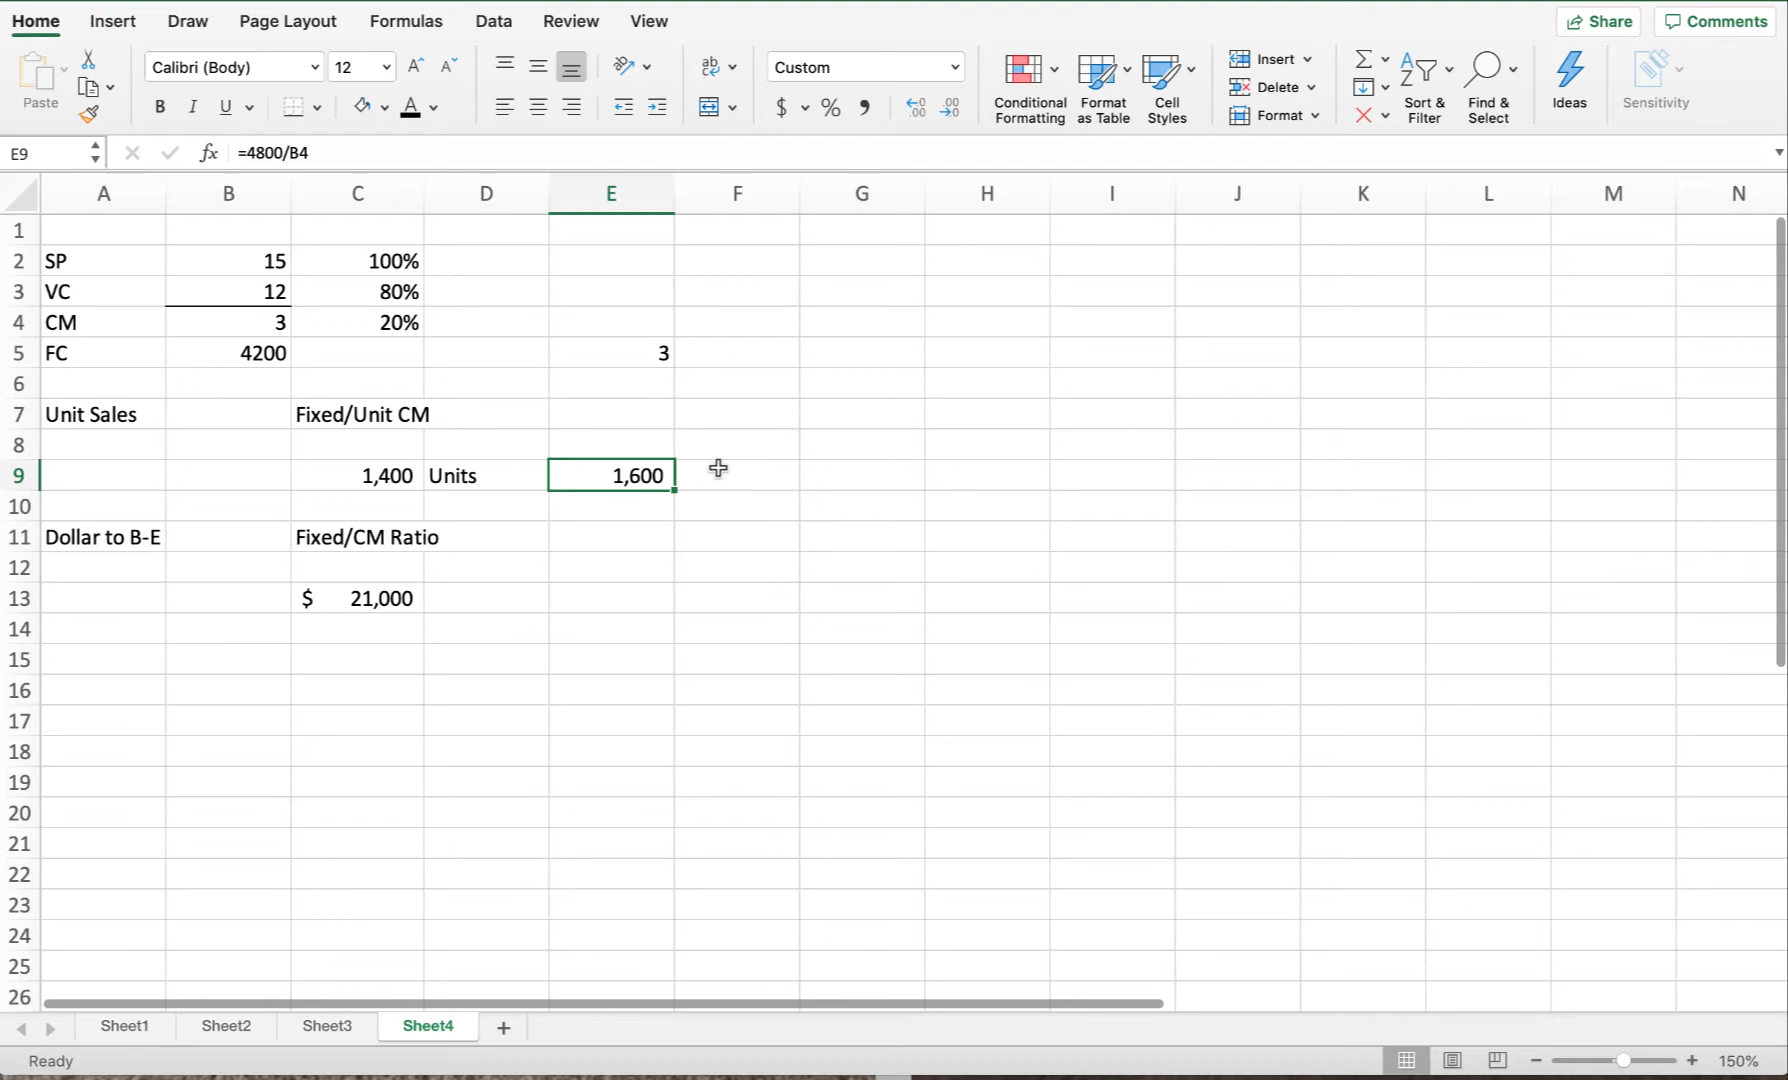 Home Insert Draw Page Layout Formulas Data Review View Share Comments
Paste Calibri (Body) 12 A^ A˅ ab c Custom Conditional Formatting Format as Table Cell Styles Insert Delete Format Sort & Filter Find & Select Ideas Sensitivity
B I U A $ % , ←0 .00 .00 →0
E9 fx =4800/B4
A B C D E F G H I J K L M N
1
2 SP 15 100%
3 VC 12 80%
4 CM 3 20%
5 FC 4200 3
6
7 Unit Sales Fixed/Unit CM
8
9 1,400 Units 1,600
10
11 Dollar to B-E Fixed/CM Ratio
12
13 $ 21,000
14
15
16
17
18
19
20
21
22
23
24
25
26
Sheet1 Sheet2 Sheet3 Sheet4 +
Ready − + 150%